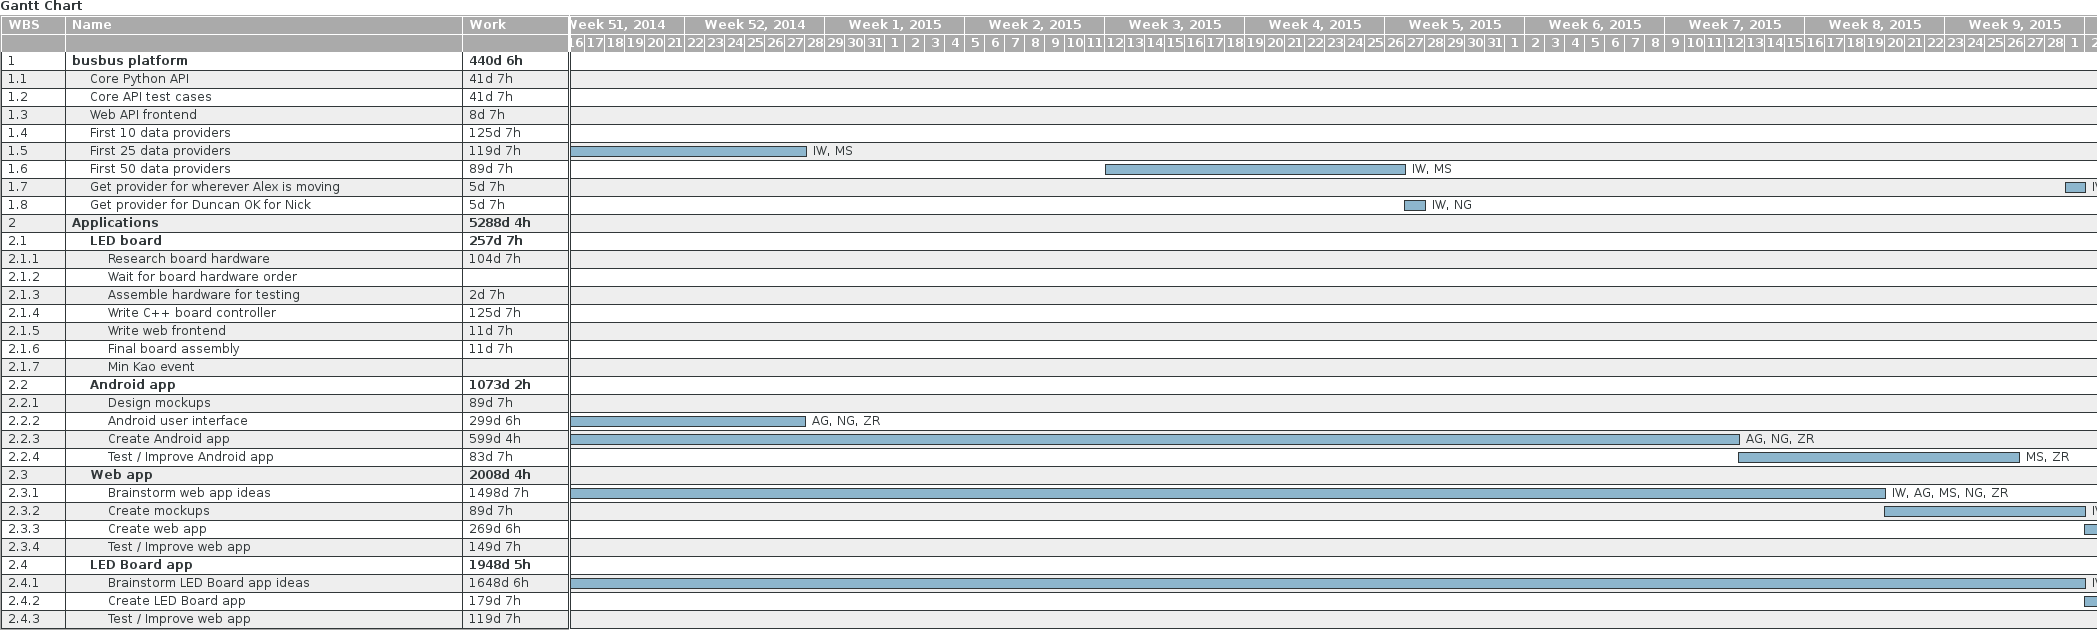 Gantt Chart
WBS Name Work Week 51, 2014 Week 52, 2014 Week 1, 2015 Week 2, 2015 Week 3, 2015 Week 4, 2015 Week 5, 2015 Week 6, 2015 Week 7, 2015 Week 8, 2015 Week 9, 2015
16 17 18 19 20 21 22 23 24 25 26 27 28 29 30 31 1 2 3 4 5 6 7 8 9 10 11 12 13 14 15 16 17 18 19 20 21 22 23 24 25 26 27 28 29 30 31 1 2 3 4 5 6 7 8 9 10 11 12 13 14 15 16 17 18 19 20 21 22 23 24 25 26 27 28 1 2
1 busbus platform 440d 6h
1.1 Core Python API 41d 7h
1.2 Core API test cases 41d 7h
1.3 Web API frontend 8d 7h
1.4 First 10 data providers 125d 7h
1.5 First 25 data providers 119d 7h IW, MS
1.6 First 50 data providers 89d 7h IW, MS
1.7 Get provider for wherever Alex is moving 5d 7h
1.8 Get provider for Duncan OK for Nick 5d 7h IW, NG
2 Applications 5288d 4h
2.1 LED board 257d 7h
2.1.1 Research board hardware 104d 7h
2.1.2 Wait for board hardware order
2.1.3 Assemble hardware for testing 2d 7h
2.1.4 Write C++ board controller 125d 7h
2.1.5 Write web frontend 11d 7h
2.1.6 Final board assembly 11d 7h
2.1.7 Min Kao event
2.2 Android app 1073d 2h
2.2.1 Design mockups 89d 7h
2.2.2 Android user interface 299d 6h AG, NG, ZR
2.2.3 Create Android app 599d 4h AG, NG, ZR
2.2.4 Test / Improve Android app 83d 7h MS, ZR
2.3 Web app 2008d 4h
2.3.1 Brainstorm web app ideas 1498d 7h IW, AG, MS, NG, ZR
2.3.2 Create mockups 89d 7h
2.3.3 Create web app 269d 6h
2.3.4 Test / Improve web app 149d 7h
2.4 LED Board app 1948d 5h
2.4.1 Brainstorm LED Board app ideas 1648d 6h
2.4.2 Create LED Board app 179d 7h
2.4.3 Test / Improve web app 119d 7h